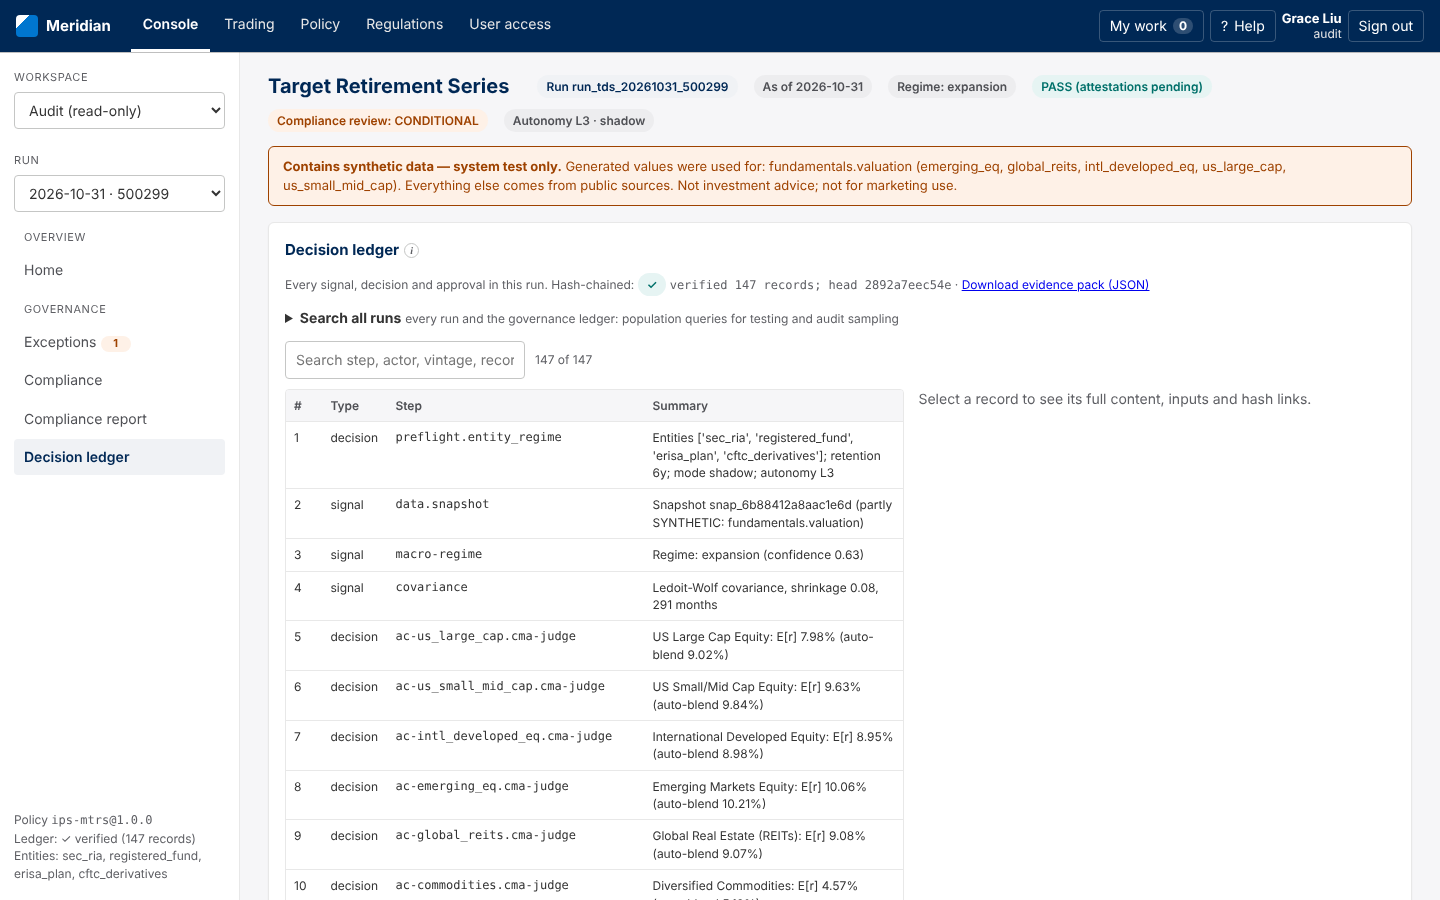 Meridian
Console
Trading
Policy
Regulations
User access
My work 0
? Help
Grace Liu
audit
Sign out
WORKSPACE
Audit (read-only)
RUN
2026-10-31 · 500299
OVERVIEW
Home
GOVERNANCE
Exceptions 1
Compliance
Compliance report
Decision ledger
Policy ips-mtrs@1.0.0
Ledger: ✓ verified (147 records)
Entities: sec_ria, registered_fund,
erisa_plan, cftc_derivatives
Target Retirement Series
Run run_tds_20261031_500299
As of 2026-10-31
Regime: expansion
PASS (attestations pending)
Compliance review: CONDITIONAL
Autonomy L3 · shadow
Contains synthetic data — system test only. Generated values were used for: fundamentals.valuation (emerging_eq, global_reits, intl_developed_eq, us_large_cap,
us_small_mid_cap). Everything else comes from public sources. Not investment advice; not for marketing use.
Decision ledger i
Every signal, decision and approval in this run. Hash-chained: ✓ verified 147 records; head 2892a7eec54e · Download evidence pack (JSON)
▶ Search all runs every run and the governance ledger: population queries for testing and audit sampling
Search step, actor, vintage, recor
147 of 147
# Type Step Summary
1 decision preflight.entity_regime Entities ['sec_ria', 'registered_fund',
'erisa_plan', 'cftc_derivatives']; retention
6y; mode shadow; autonomy L3
2 signal data.snapshot Snapshot snap_6b88412a8aac1e6d (partly
SYNTHETIC: fundamentals.valuation)
3 signal macro-regime Regime: expansion (confidence 0.63)
4 signal covariance Ledoit-Wolf covariance, shrinkage 0.08,
291 months
5 decision ac-us_large_cap.cma-judge US Large Cap Equity: E[r] 7.98% (auto-
blend 9.02%)
6 decision ac-us_small_mid_cap.cma-judge US Small/Mid Cap Equity: E[r] 9.63%
(auto-blend 9.84%)
7 decision ac-intl_developed_eq.cma-judge International Developed Equity: E[r] 8.95%
(auto-blend 8.98%)
8 decision ac-emerging_eq.cma-judge Emerging Markets Equity: E[r] 10.06%
(auto-blend 10.21%)
9 decision ac-global_reits.cma-judge Global Real Estate (REITs): E[r] 9.08%
(auto-blend 9.07%)
10 decision ac-commodities.cma-judge Diversified Commodities: E[r] 4.57%
Select a record to see its full content, inputs and hash links.